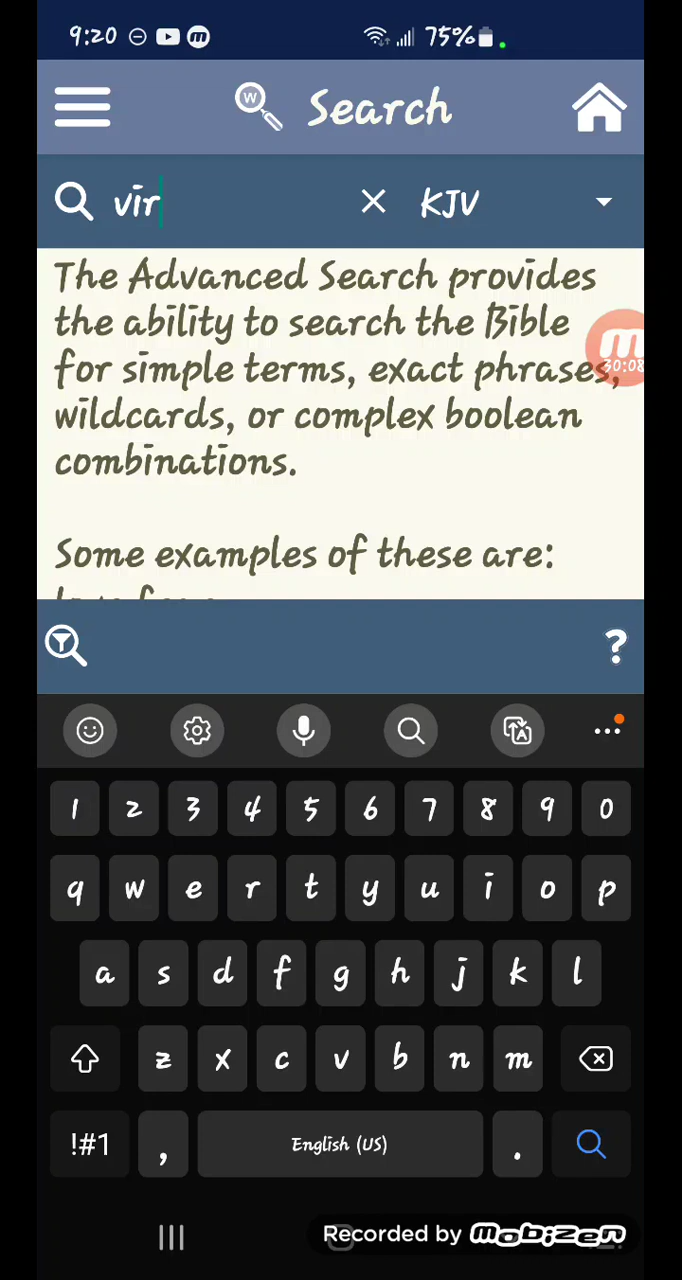 9:20 75%
W Search
vir KJV
The Advanced Search provides
the ability to search the Bible
for simple terms, exact phrases,
wildcards, or complex boolean
combinations.
30:08
Some examples of these are:
?
1 2 3 4 5 6 7 8 9 0
q w e r t y u i o p
a s d f g h j k l
z x c v b n m
!#1 , English (US) .
Recorded by mobizen